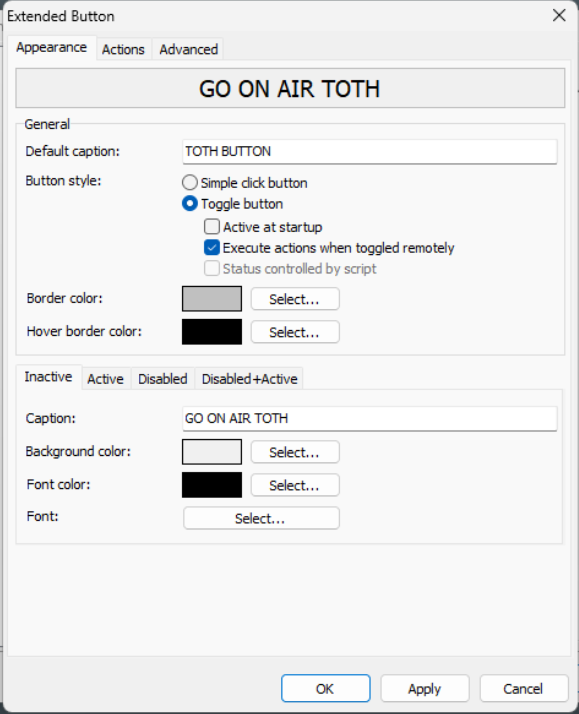 Extended Button
Appearance Actions Advanced
GO ON AIR TOTH
General
Default caption: TOTH BUTTON
Button style: Simple click button
Toggle button
Active at startup
Execute actions when toggled remotely
Status controlled by script
Border color: Select...
Hover border color: Select...
Inactive Active Disabled Disabled+Active
Caption: GO ON AIR TOTH
Background color: Select...
Font color: Select...
Font: Select...
OK Apply Cancel